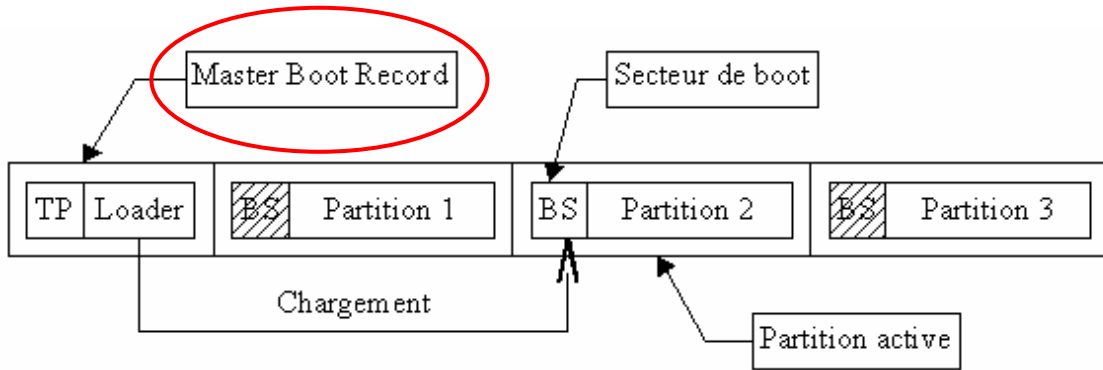 Master Boot Record
Secteur de boot
TP Loader BS Partition 1 BS Partition 2 BS Partition 3
Chargement
Partition active